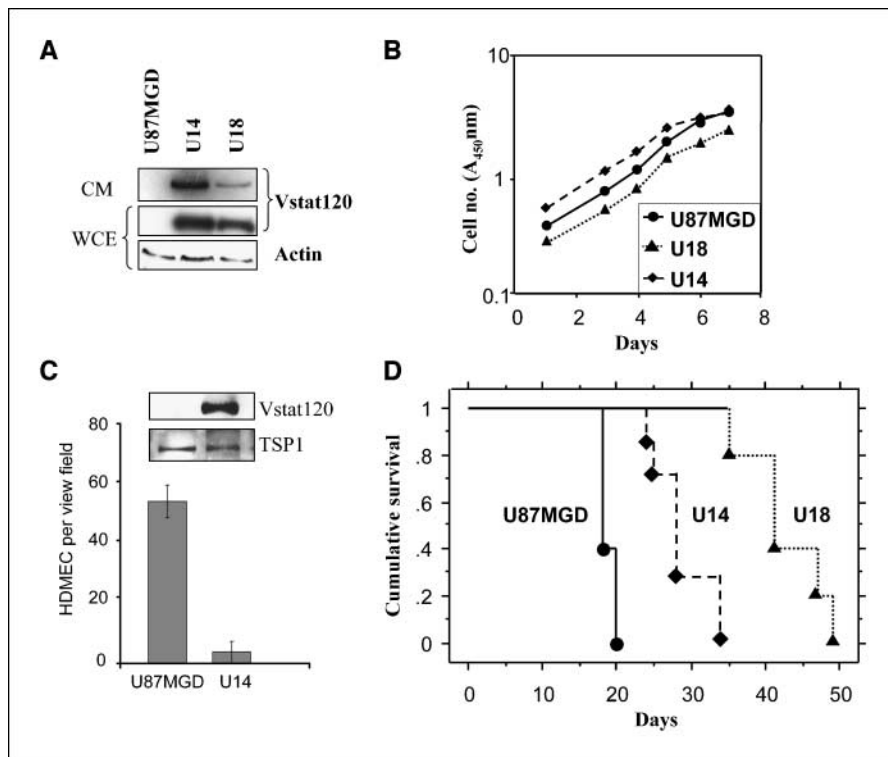 A
U87MGD
U14
U18
CM
WCE
Vstat120
Actin
B
Cell no. (A450nm)
10
1
0.1
0 2 4 6 8
Days
U87MGD
U18
U14
C
Vstat120
TSP1
HDMEC per view field
80
60
40
20
0
U87MGD U14
D
Cumulative survival
1
.8
.6
.4
.2
0
U87MGD U14 U18
0 10 20 30 40 50
Days